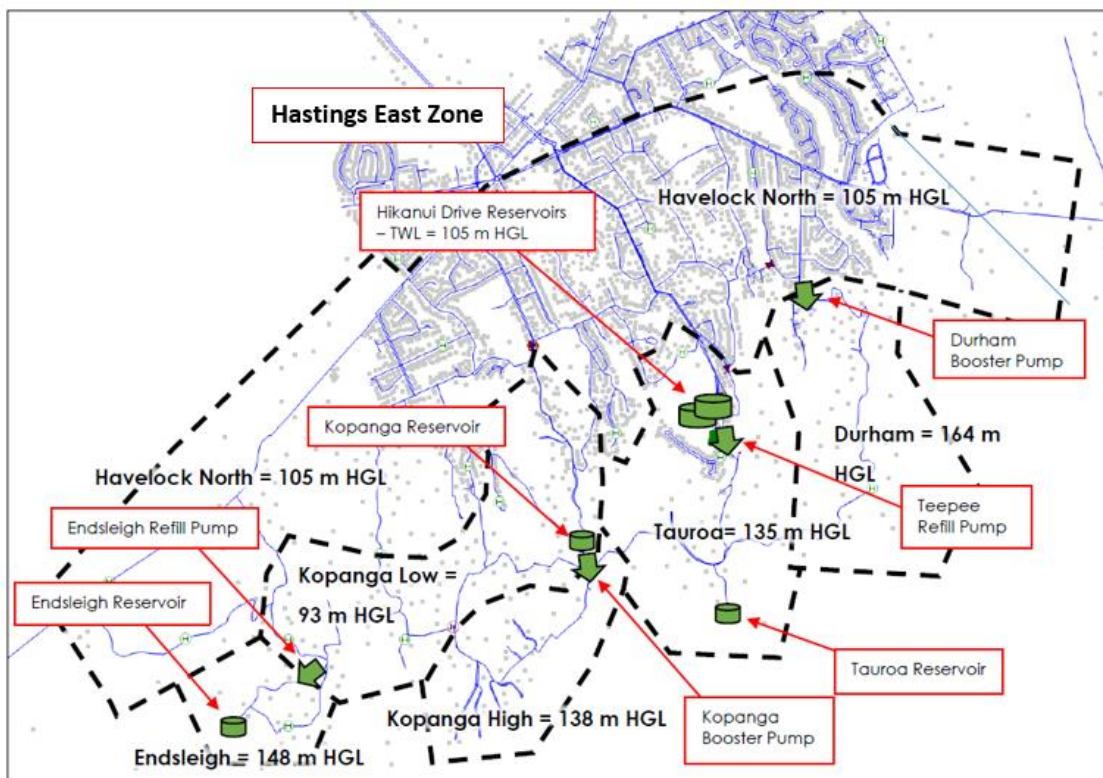 Hastings East Zone
Hikanui Drive Reservoirs
– TWL = 105 m HGL
Havelock North = 105 m HGL
Durham
Booster Pump
Kopanga Reservoir
Durham = 164 m
HGL
Havelock North = 105 m HGL
Teepee
Refill Pump
Endsleigh Refill Pump
Tauroa= 135 m HGL
Kopanga Low =
93 m HGL
Endsleigh Reservoir
Tauroa Reservoir
Kopanga High = 138 m HGL
Kopanga
Booster Pump
Endsleigh = 148 m HGL